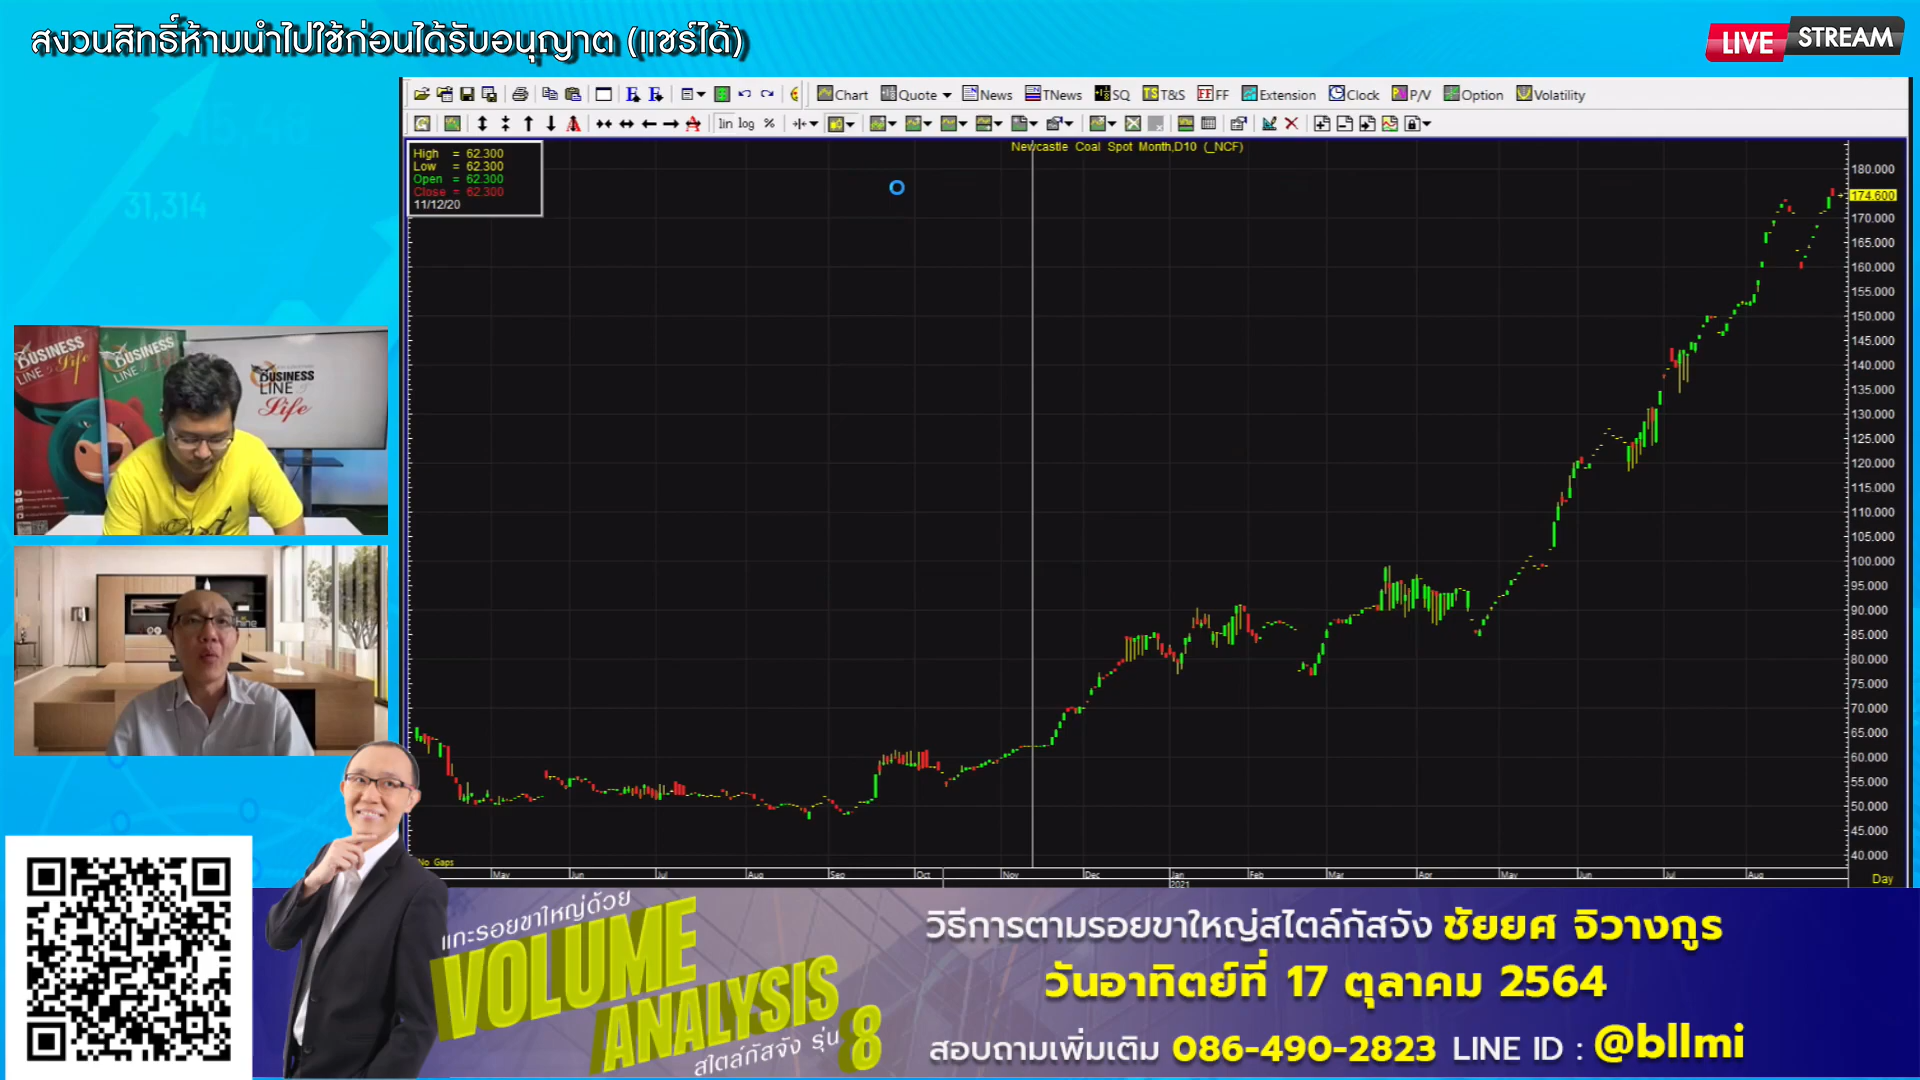 สงวนสิทธิ์ห้ามนำไปใช้ก่อนได้รับอนุญาต (แชร์ได้)
LIVE STREAM
15,748
31,314
Chart Quote News TNews SQ T&S FF Extension Clock P/V Option Volatility
lin log %
Newcastle Coal Spot Month,D10 (_NCF)
High = 62.300
Low = 62.300
Open = 62.300
Close = 62.300
11/12/20
180.000
174.600
170.000
165.000
160.000
155.000
150.000
145.000
140.000
135.000
130.000
125.000
120.000
115.000
110.000
105.000
100.000
95.000
90.000
85.000
80.000
75.000
70.000
65.000
60.000
55.000
50.000
45.000
40.000
No Gaps
May Jun Jul Aug Sep Oct Nov Dec Jan Feb Mar Apr May Jun Jul Aug
2021
Day
BUSINESS LINE Life
BUSINESS LINE
BUSINESS
LINE
Life
แกะรอยขาใหญ่ด้วย
VOLUME
ANALYSIS
สไตล์กัสจัง รุ่น 8
วิธีการตามรอยขาใหญ่สไตล์กัสจัง ชัยยศ จิวางกูร
วันอาทิตย์ที่ 17 ตุลาคม 2564
สอบถามเพิ่มเติม 086-490-2823 LINE ID : @bllmi